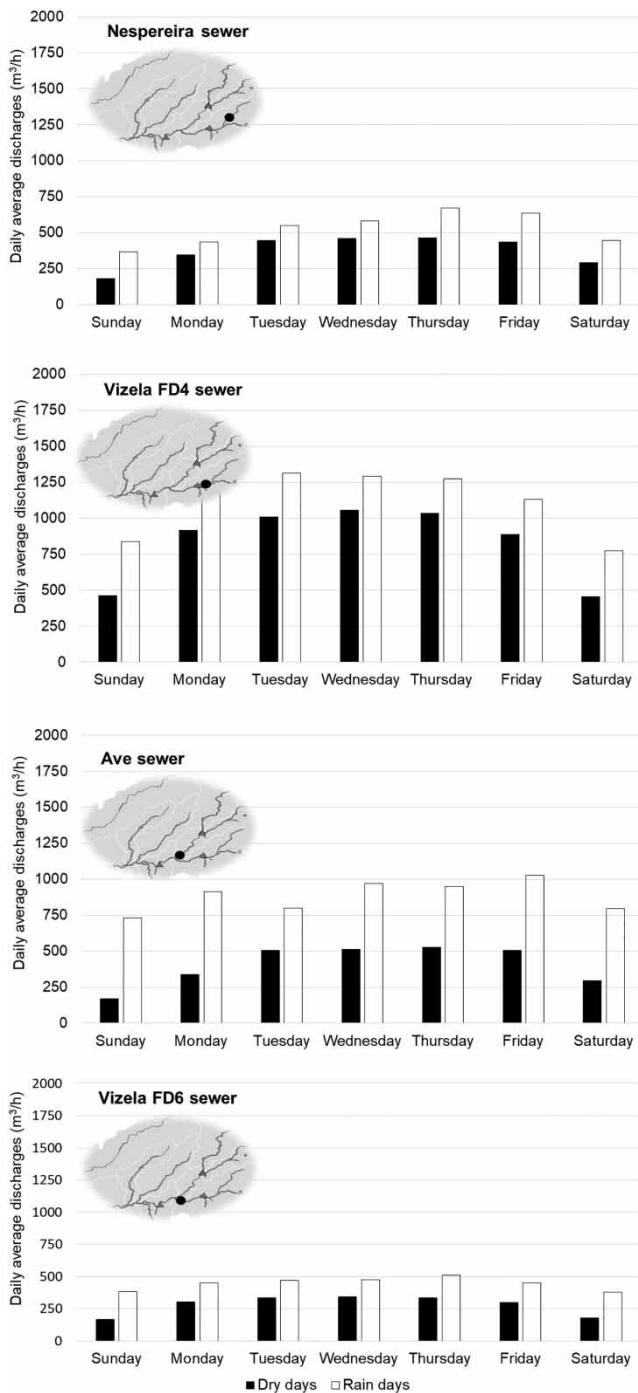 Nespereira sewer
Daily average discharges (m³/h)
2000
1750
1500
1250
1000
750
500
250
0
Sunday Monday Tuesday Wednesday Thursday Friday Saturday
Vizela FD4 sewer
Daily average discharges (m³/h)
2000
1750
1500
1250
1000
750
500
250
0
Sunday Monday Tuesday Wednesday Thursday Friday Saturday
Ave sewer
Daily average discharges (m³/h)
2000
1750
1500
1250
1000
750
500
250
0
Sunday Monday Tuesday Wednesday Thursday Friday Saturday
Vizela FD6 sewer
Daily average discharges (m³/h)
2000
1750
1500
1250
1000
750
500
250
0
Sunday Monday Tuesday Wednesday Thursday Friday Saturday
Dry days Rain days